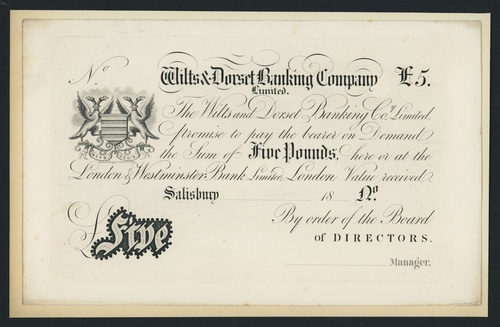 No
Wilts & Dorset Banking Company £5.
Limited.
The Wilts and Dorset Banking Co.y Limited,
promise to pay the bearer on Demand
the Sum of Five Pounds, here or at the
London & Westminster Bank Limited, London Value received
Salisbury 18 No
By order of the Board
of DIRECTORS.
£Five
Manager.